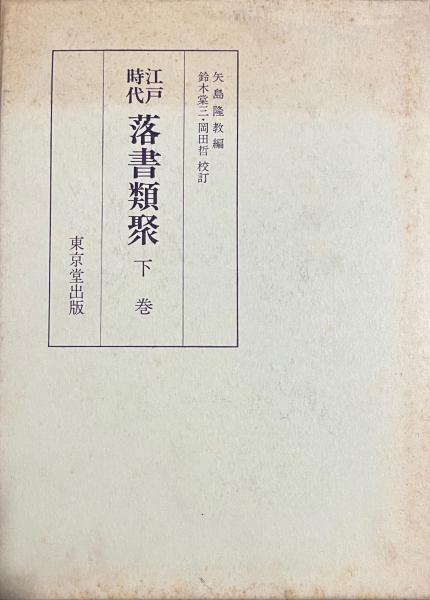 矢島隆教編
鈴木棠三・岡田哲校訂
江戸
時代
落書類聚 下巻
東京堂出版